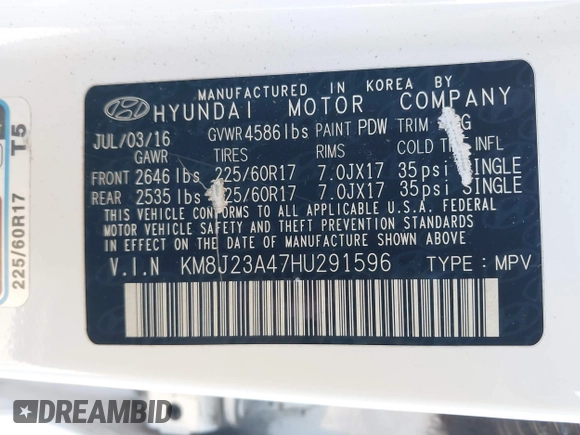 MANUFACTURED IN KOREA BY
HYUNDAI MOTOR COMPANY
JUL/03/16 GVWR 4586 lbs PAINT PDW TRIM
GAWR TIRES RIMS COLD INFL
FRONT 2646 lbs 225/60R17 7.0JX17 35psi SINGLE
REAR 2535 lbs 225/60R17 7.0JX17 35psi SINGLE
THIS VEHICLE CONFORMS TO ALL APPLICABLE U.S.A. FEDERAL
MOTOR VEHICLE SAFETY AND THEFT PREVENTION STANDARDS
IN EFFECT ON THE DATE OF MANUFACTURE SHOWN ABOVE.
V.I.N KM8J23A47HU291596 TYPE: MPV
225/60R17 T5
DREAMBID